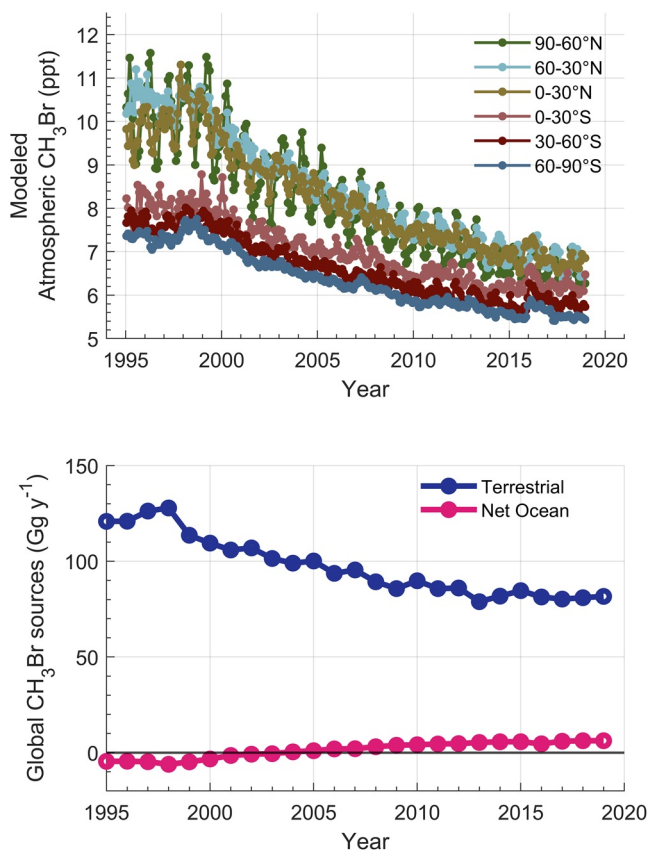 Modeled
Atmospheric CH₃Br (ppt)
12
11
10
9
8
7
6
5
90-60°N
60-30°N
0-30°N
0-30°S
30-60°S
60-90°S
1995 2000 2005 2010 2015 2020
Year
Global CH₃Br sources (Gg y⁻¹)
150
100
50
0
Terrestrial
Net Ocean
1995 2000 2005 2010 2015 2020
Year